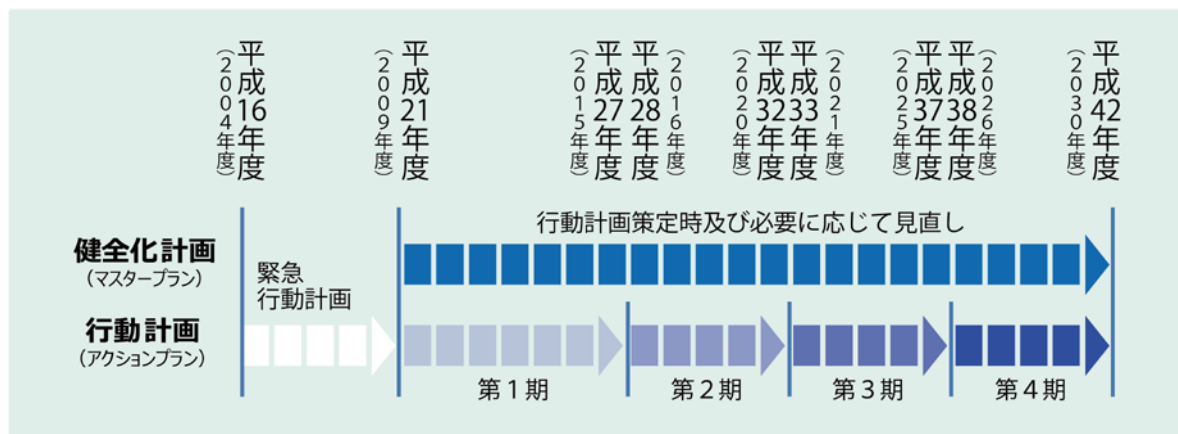 平成16年度
（2004年度）
平成21年度
（2009年度）
平成27年度
（2015年度）
平成28年度
（2016年度）
平成32年度
（2020年度）
平成33年度
（2021年度）
平成37年度
（2025年度）
平成38年度
（2026年度）
平成42年度
（2030年度）
行動計画策定時及び必要に応じて見直し
健全化計画
（マスタープラン）
緊急
行動計画
行動計画
（アクションプラン）
第１期
第２期
第３期
第４期